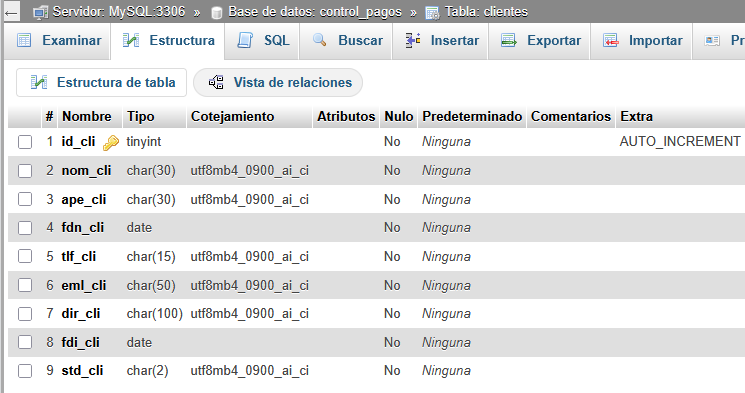 Servidor: MySQL:3306 » Base de datos: control_pagos » Tabla: clientes
Examinar Estructura SQL Buscar Insertar Exportar Importar
Estructura de tabla Vista de relaciones
# Nombre Tipo Cotejamiento Atributos Nulo Predeterminado Comentarios Extra
1 id_cli tinyint No Ninguna AUTO_INCREMENT
2 nom_cli char(30) utf8mb4_0900_ai_ci No Ninguna
3 ape_cli char(30) utf8mb4_0900_ai_ci No Ninguna
4 fdn_cli date No Ninguna
5 tlf_cli char(15) utf8mb4_0900_ai_ci No Ninguna
6 eml_cli char(50) utf8mb4_0900_ai_ci No Ninguna
7 dir_cli char(100) utf8mb4_0900_ai_ci No Ninguna
8 fdi_cli date No Ninguna
9 std_cli char(2) utf8mb4_0900_ai_ci No Ninguna